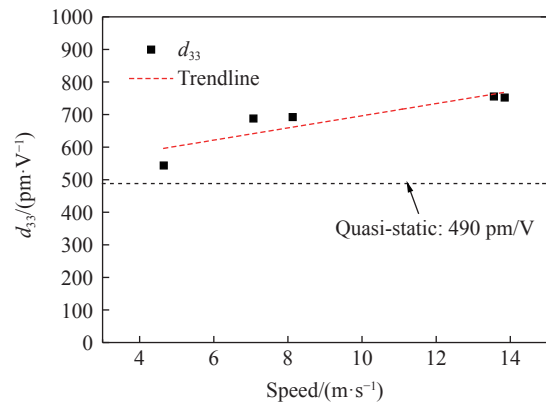 1000
900
800
700
600
500
400
300
200
100
0
d₃₃/(pm·V⁻¹)
d₃₃
Trendline
Quasi-static: 490 pm/V
4 6 8 10 12 14
Speed/(m·s⁻¹)